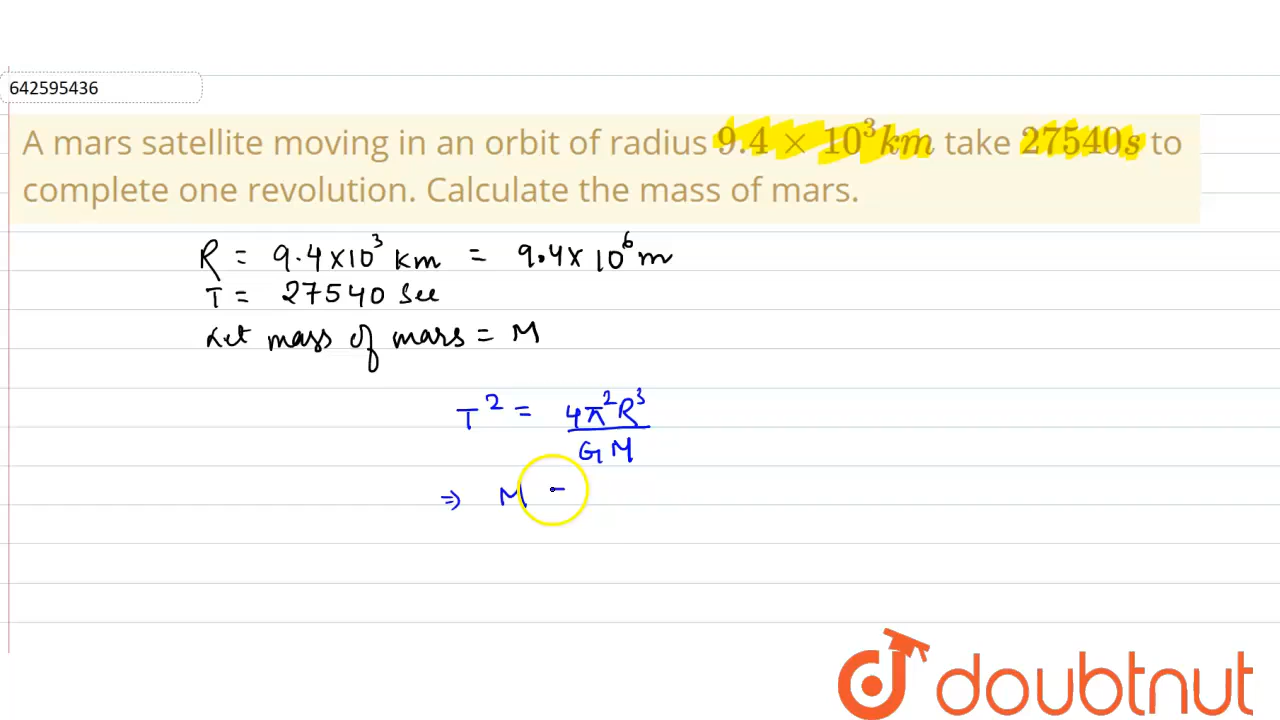 642595436
A mars satellite moving in an orbit of radius 9.4 × 10³km take 27540s to
complete one revolution. Calculate the mass of mars.
R = 9.4×10³ km = 9.4×10⁶ m
T = 27540 Sec
Let mass of mars = M
T² = 4π²R³
GM
⇒ M =
doubtnut